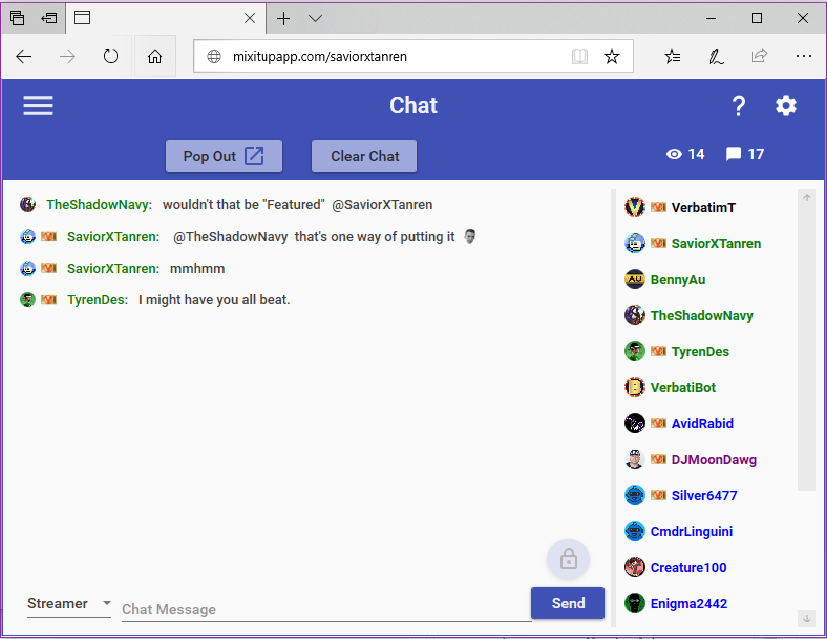 mixitupapp.com/saviorxtanren
Chat
?
Pop Out
Clear Chat
14
17
TheShadowNavy: wouldn't that be "Featured" @SaviorXTanren
SaviorXTanren: @TheShadowNavy that's one way of putting it
SaviorXTanren: mmhmm
TyrenDes: I might have you all beat.
VerbatimT
SaviorXTanren
BennyAu
TheShadowNavy
TyrenDes
VerbatiBot
AvidRabid
DJMoonDawg
Silver6477
CmdrLinguini
Creature100
Enigma2442
Streamer
Chat Message
Send